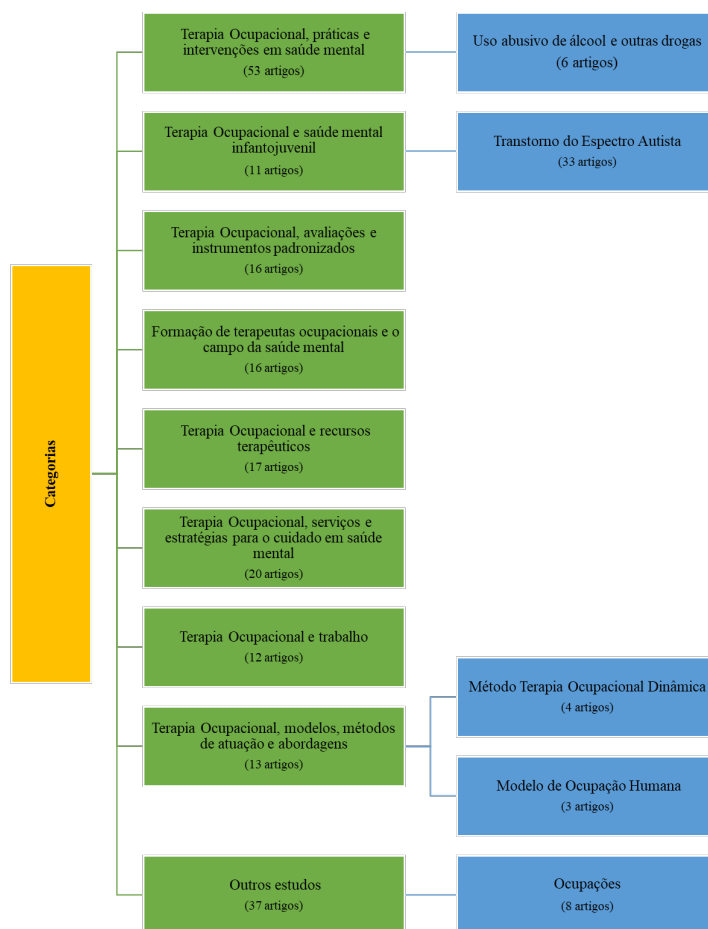 Categorias
Terapia Ocupacional, práticas e
intervenções em saúde mental
(53 artigos)
Uso abusivo de álcool e outras drogas
(6 artigos)
Terapia Ocupacional e saúde mental
infantojuvenil
(11 artigos)
Transtorno do Espectro Autista
(33 artigos)
Terapia Ocupacional, avaliações e
instrumentos padronizados
(16 artigos)
Formação de terapeutas ocupacionais e o
campo da saúde mental
(16 artigos)
Terapia Ocupacional e recursos
terapêuticos
(17 artigos)
Terapia Ocupacional, serviços e
estratégias para o cuidado em saúde
mental
(20 artigos)
Terapia Ocupacional e trabalho
(12 artigos)
Terapia Ocupacional, modelos, métodos
de atuação e abordagens
(13 artigos)
Método Terapia Ocupacional Dinâmica
(4 artigos)
Modelo de Ocupação Humana
(3 artigos)
Outros estudos
(37 artigos)
Ocupações
(8 artigos)